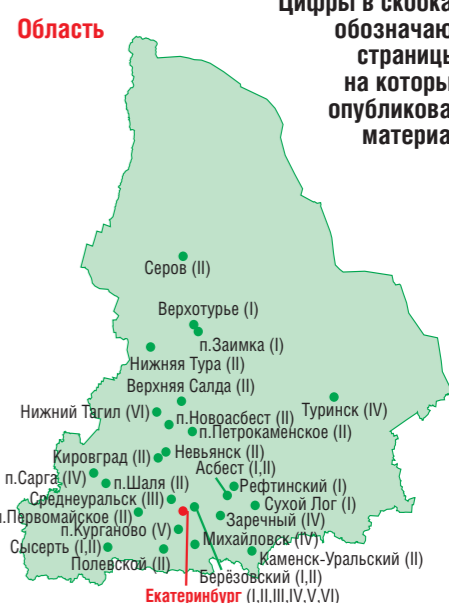 Область
Цифры в скобка
обозначаю
страницы
на которы
опубликова
материа
Серов (II)
Верхотурье (I)
п.Заимка (I)
Нижняя Тура (II)
Верхняя Салда (II)
Нижний Тагил (VI)
п.Новоасбест (II)
Туринск (IV)
п.Петрокаменское (II)
Невьянск (II)
Кировград (II)
Асбест (I,II)
п.Сарга (IV)
п.Шаля (II)
Рефтинский (I)
Среднеуральск (III)
Сухой Лог (I)
п.Первомайское (II)
Заречный (IV)
п.Курганово (V)
Сысерть (I,II)
Михайловск (IV)
Полевской (II)
Каменск-Уральский (II)
Берёзовский (I,II)
Екатеринбург (I,II,III,IV,V,VI)